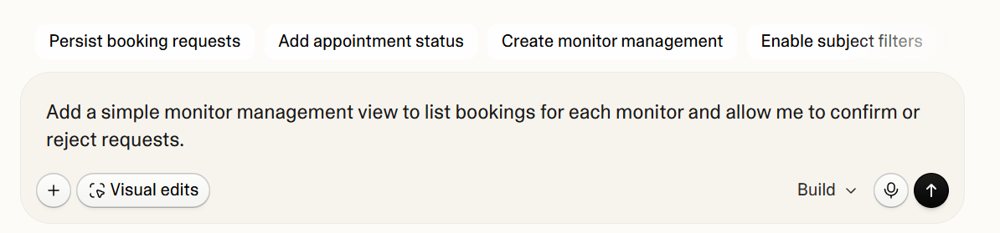 Persist booking requests Add appointment status Create monitor management Enable subject filters
Add a simple monitor management view to list bookings for each monitor and allow me to confirm or
reject requests.
Visual edits Build